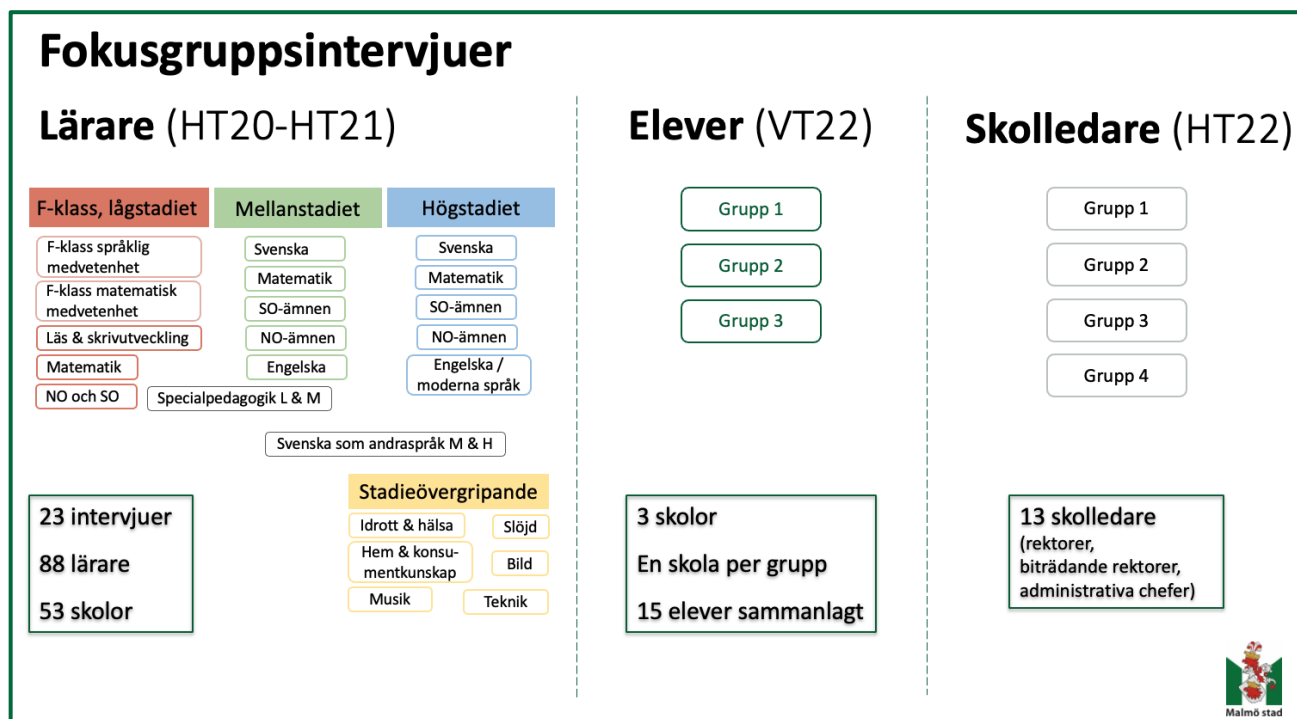 Fokusgruppsintervjuer
Lärare (HT20-HT21)
F-klass, lågstadiet
F-klass språklig
medvetenhet
F-klass matematisk
medvetenhet
Läs & skrivutveckling
Matematik
NO och SO
Mellanstadiet
Svenska
Matematik
SO-ämnen
NO-ämnen
Engelska
Högstadiet
Svenska
Matematik
SO-ämnen
NO-ämnen
Engelska /
moderna språk
Specialpedagogik L & M
Svenska som andraspråk M & H
Stadieövergripande
Idrott & hälsa
Slöjd
Hem & konsu-
mentkunskap
Bild
Musik
Teknik
23 intervjuer
88 lärare
53 skolor
Elever (VT22)
Grupp 1
Grupp 2
Grupp 3
3 skolor
En skola per grupp
15 elever sammanlagt
Skolledare (HT22)
Grupp 1
Grupp 2
Grupp 3
Grupp 4
13 skolledare
(rektorer,
biträdande rektorer,
administrativa chefer)
Malmö stad